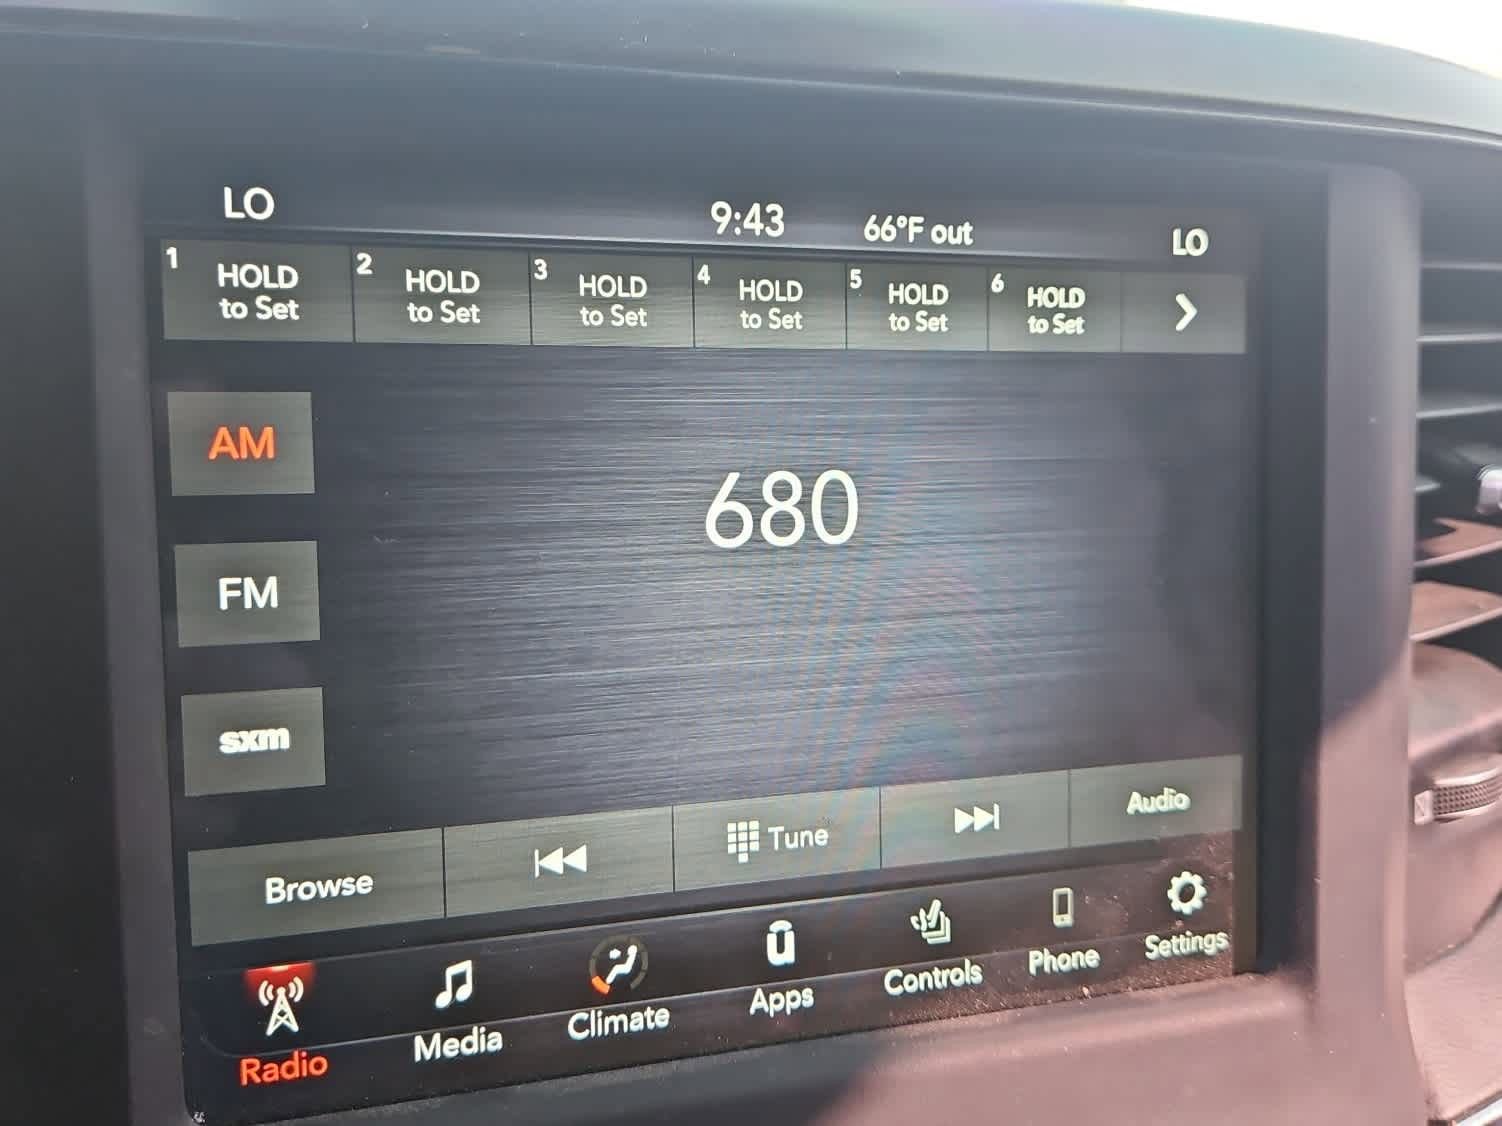 LO 9:43 66°F out LO
1 HOLD to Set
2 HOLD to Set
3 HOLD to Set
4 HOLD to Set
5 HOLD to Set
6 HOLD to Set
AM
680
FM
sxm
Browse Tune Audio
Radio Media Climate Apps Controls Phone Settings